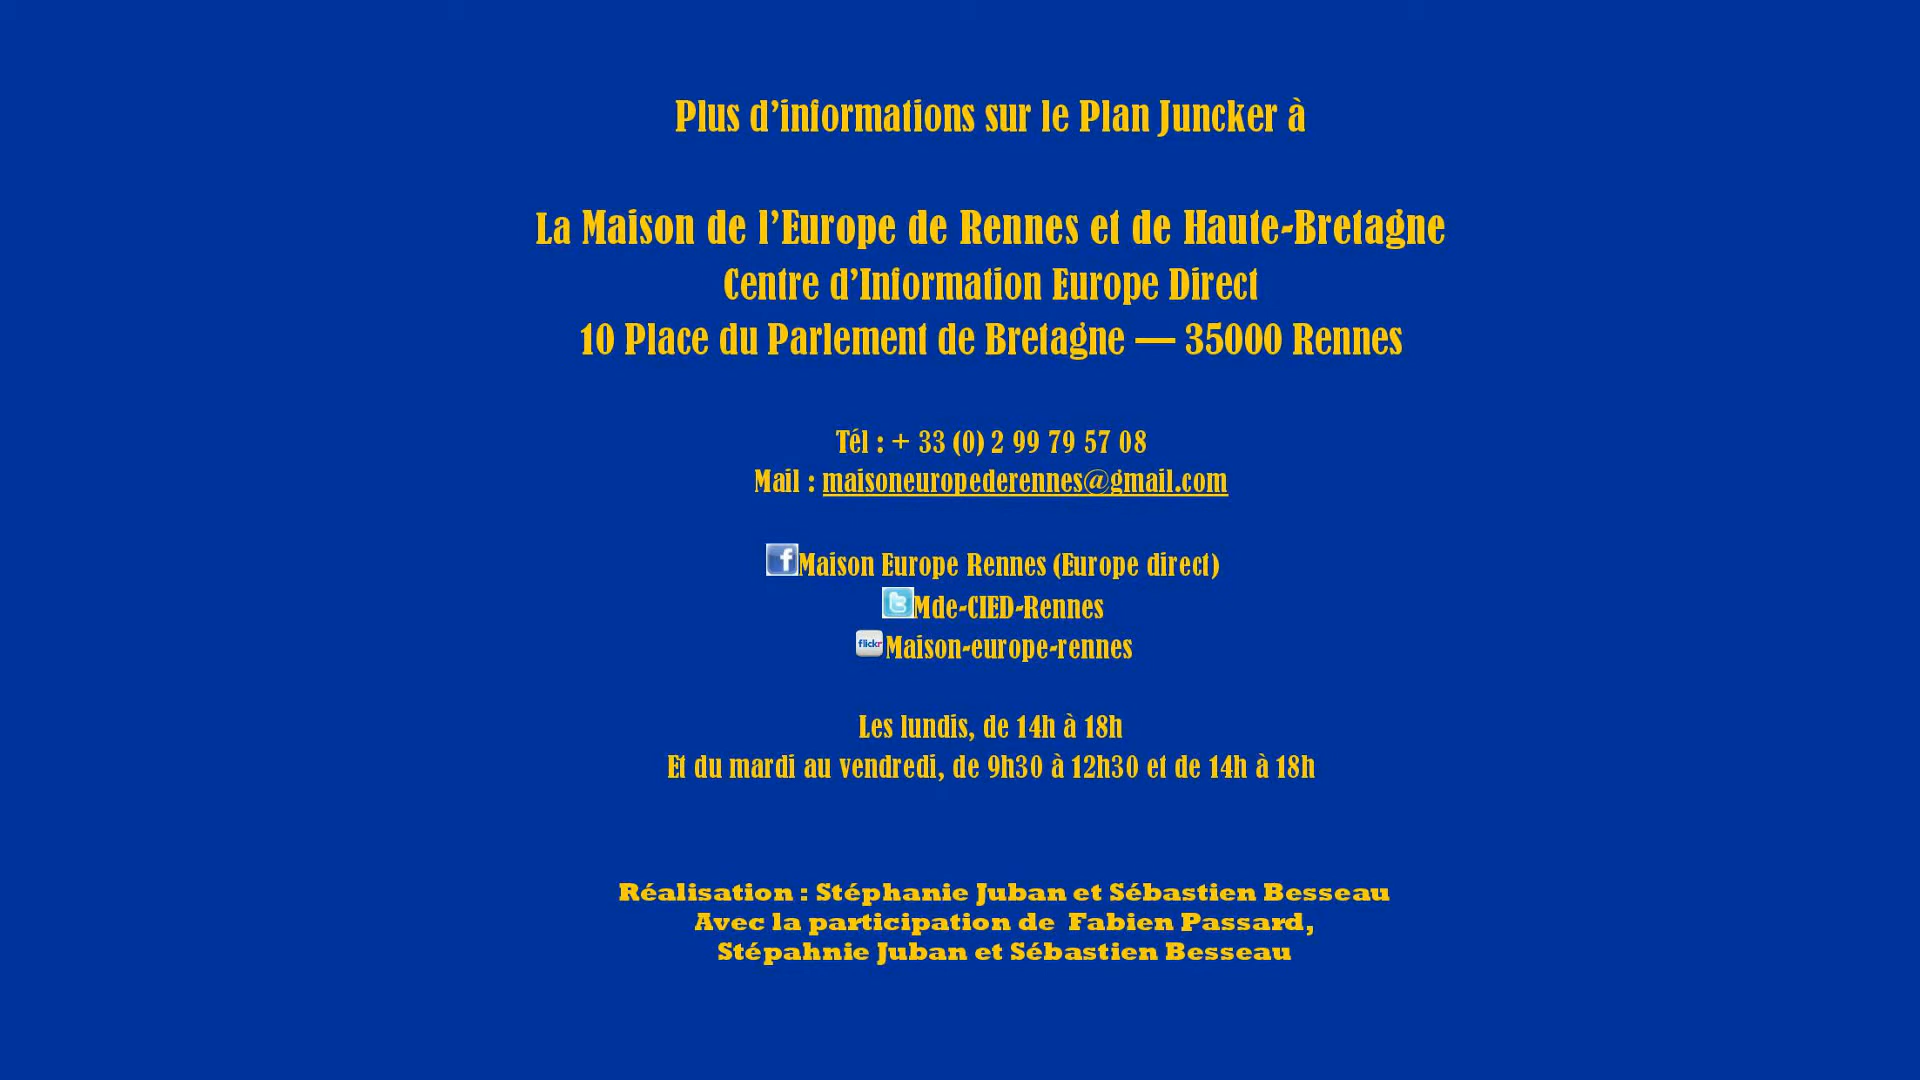 Plus d’informations sur le Plan Juncker à
La Maison de l’Europe de Rennes et de Haute-Bretagne
Centre d’Information Europe Direct
10 Place du Parlement de Bretagne — 35000 Rennes
Tél : + 33 (0) 2 99 79 57 08
Mail : maisoneuropederennes@gmail.com
f Maison Europe Rennes (Europe direct)
t Mde-CIED-Rennes
flickr Maison-europe-rennes
Les lundis, de 14h à 18h
Et du mardi au vendredi, de 9h30 à 12h30 et de 14h à 18h
Réalisation : Stéphanie Juban et Sébastien Besseau
Avec la participation de Fabien Passard,
Stépahnie Juban et Sébastien Besseau